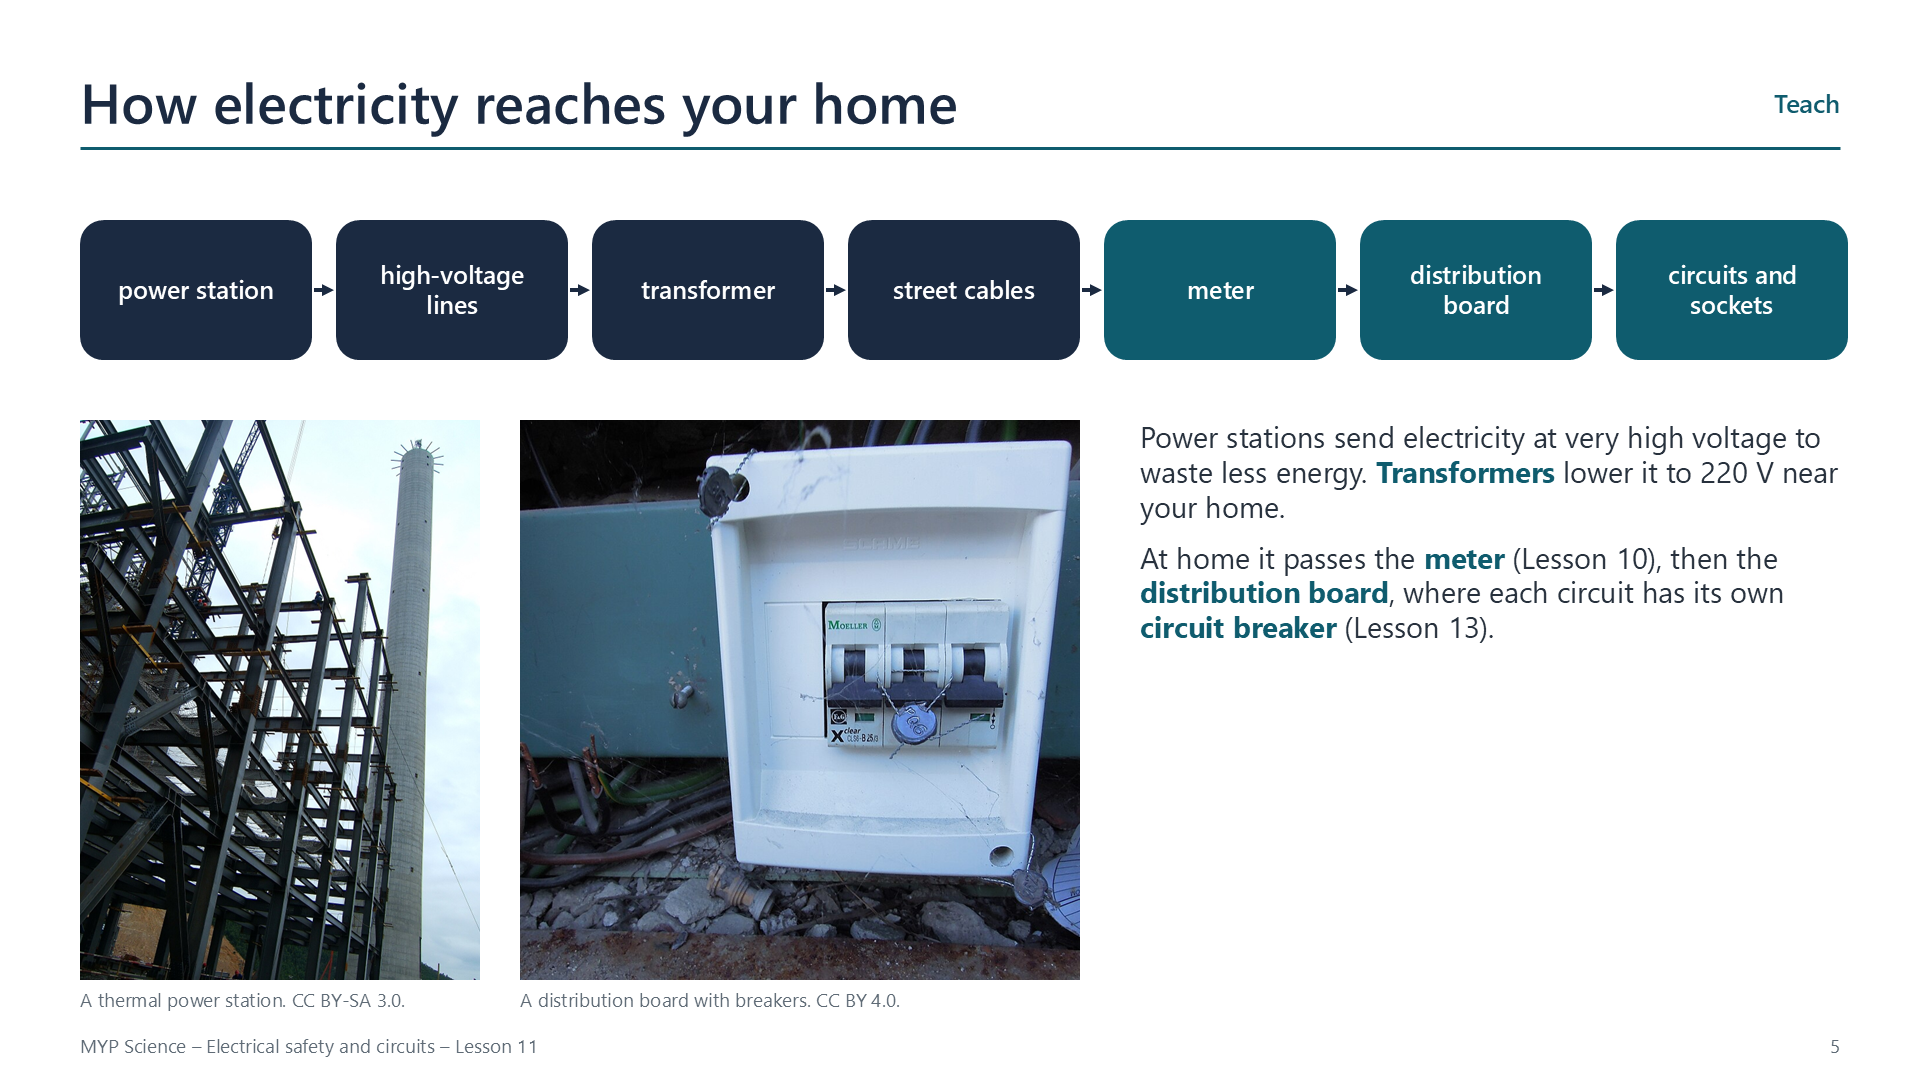 How electricity reaches your home
Teach
power station
high-voltage
lines
transformer
street cables
meter
distribution
board
circuits and
sockets
Power stations send electricity at very high voltage to
waste less energy. Transformers lower it to 220 V near
your home.
At home it passes the meter (Lesson 10), then the
distribution board, where each circuit has its own
circuit breaker (Lesson 13).
MOELLER
Xclear
A thermal power station. CC BY-SA 3.0.
A distribution board with breakers. CC BY 4.0.
MYP Science – Electrical safety and circuits – Lesson 11
5